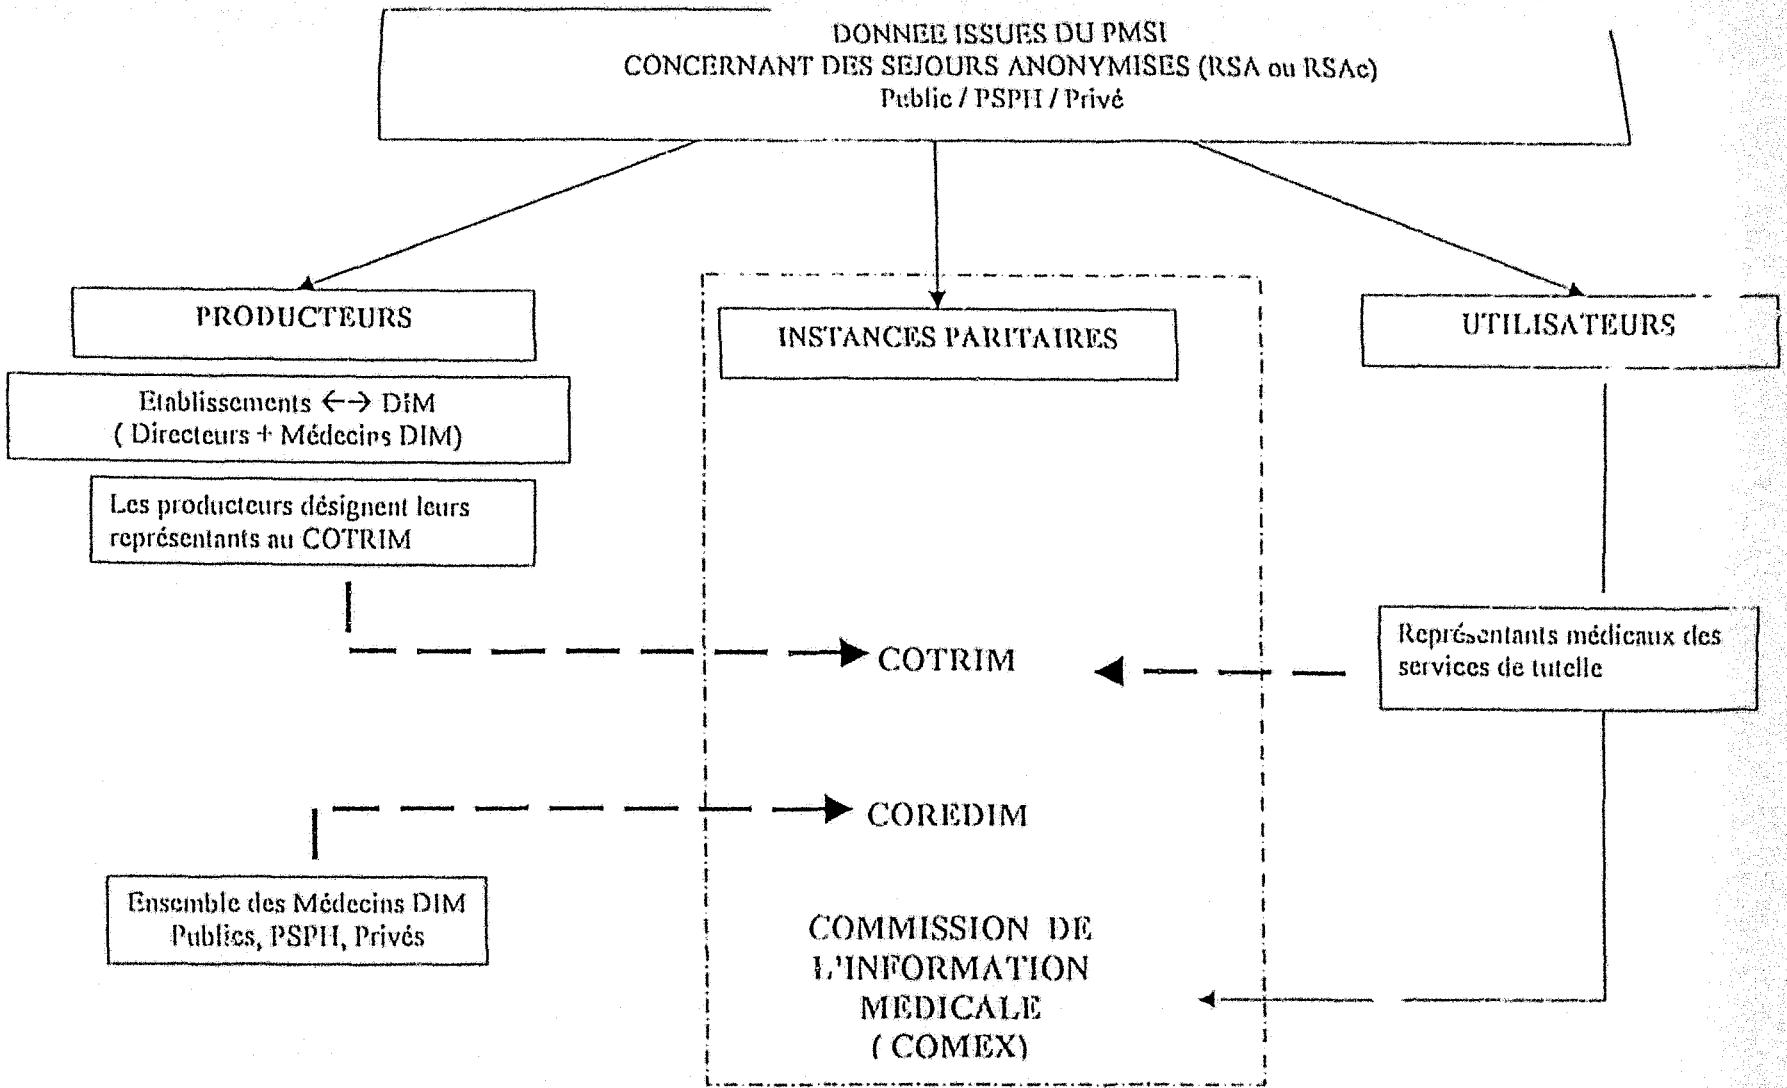 DONNEE ISSUES DU PMSI
CONCERNANT DES SEJOURS ANONYMISES (RSA ou RSAc)
Public / PSPH / Privé
PRODUCTEURS
Etablissements ←→ DIM
( Directeurs + Médecins DIM)
Les producteurs désignent leurs
représentants au COTRIM
INSTANCES PARITAIRES
UTILISATEURS
Représentants médicaux des
services de tutelle
COTRIM
COREDIM
Ensemble des Médecins DIM
Publics, PSPH, Privés
COMMISSION DE
L'INFORMATION
MEDICALE
( COMEX)